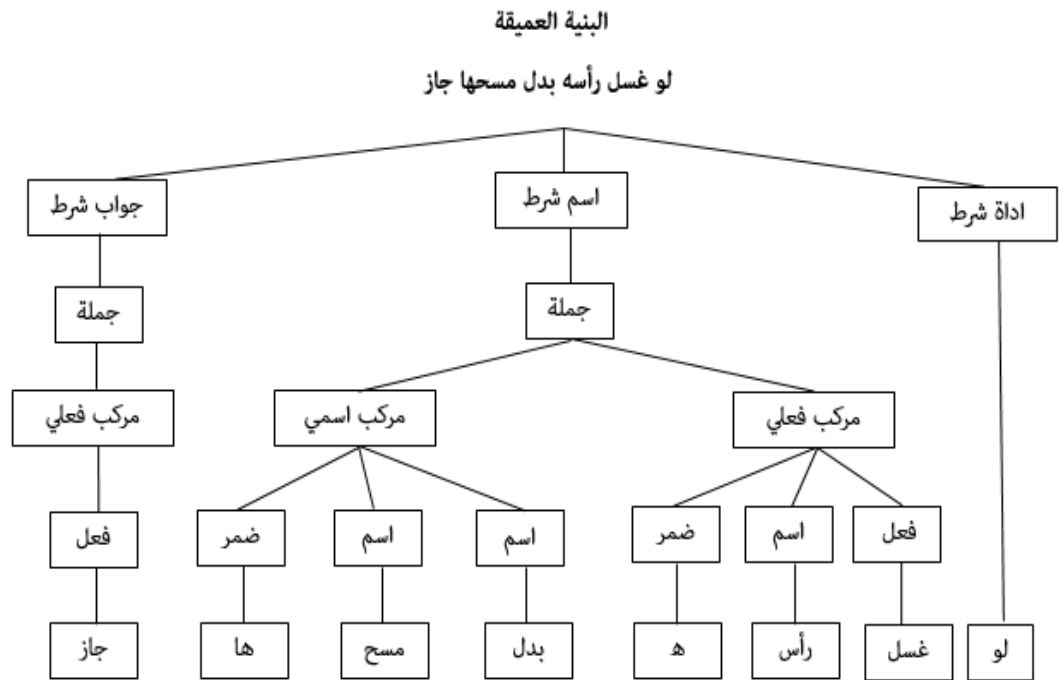 البنية العميقة
لو غسل رأسه بدل مسحها جاز
اداة شرط
اسم شرط
جواب شرط
جملة
جملة
مركب فعلي
مركب اسمي
مركب فعلي
فعل
اسم
ضمر
اسم
اسم
ضمر
فعل
لو
غسل
رأس
ه
بدل
مسح
ها
جاز